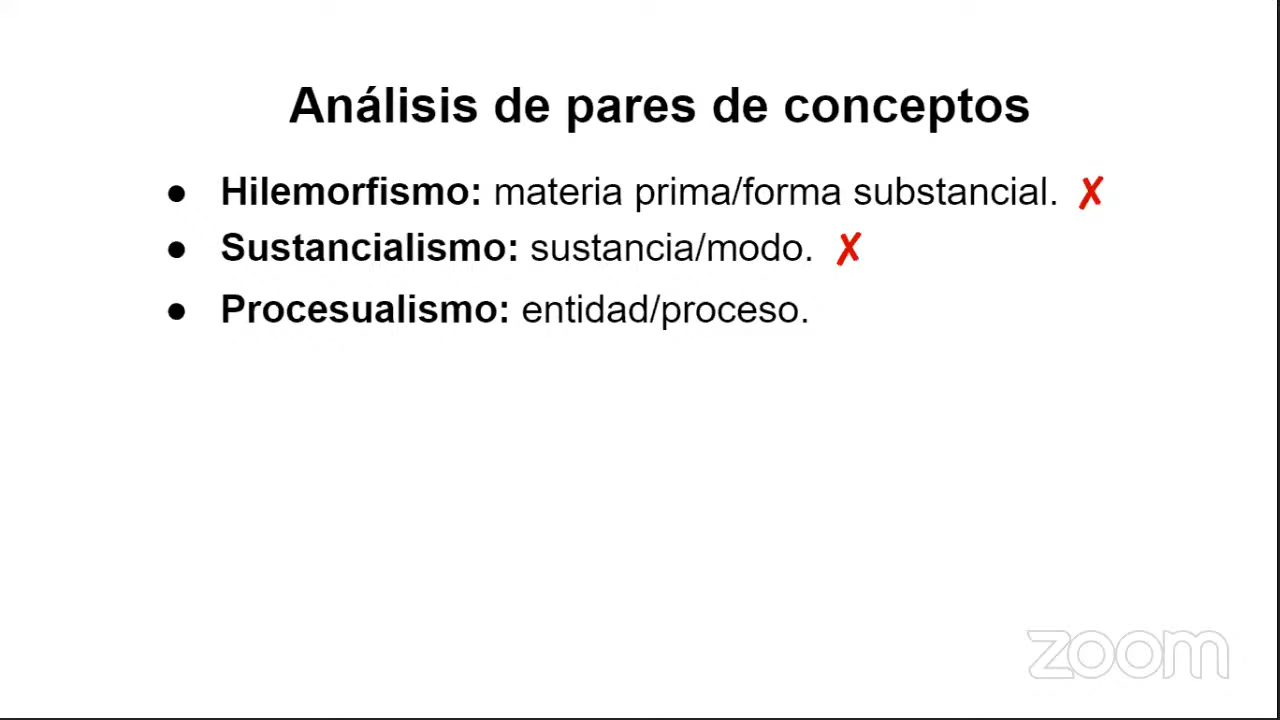 Análisis de pares de conceptos
● Hilemorfismo: materia prima/forma substancial. ✗
● Sustancialismo: sustancia/modo. ✗
● Procesualismo: entidad/proceso.
zoom